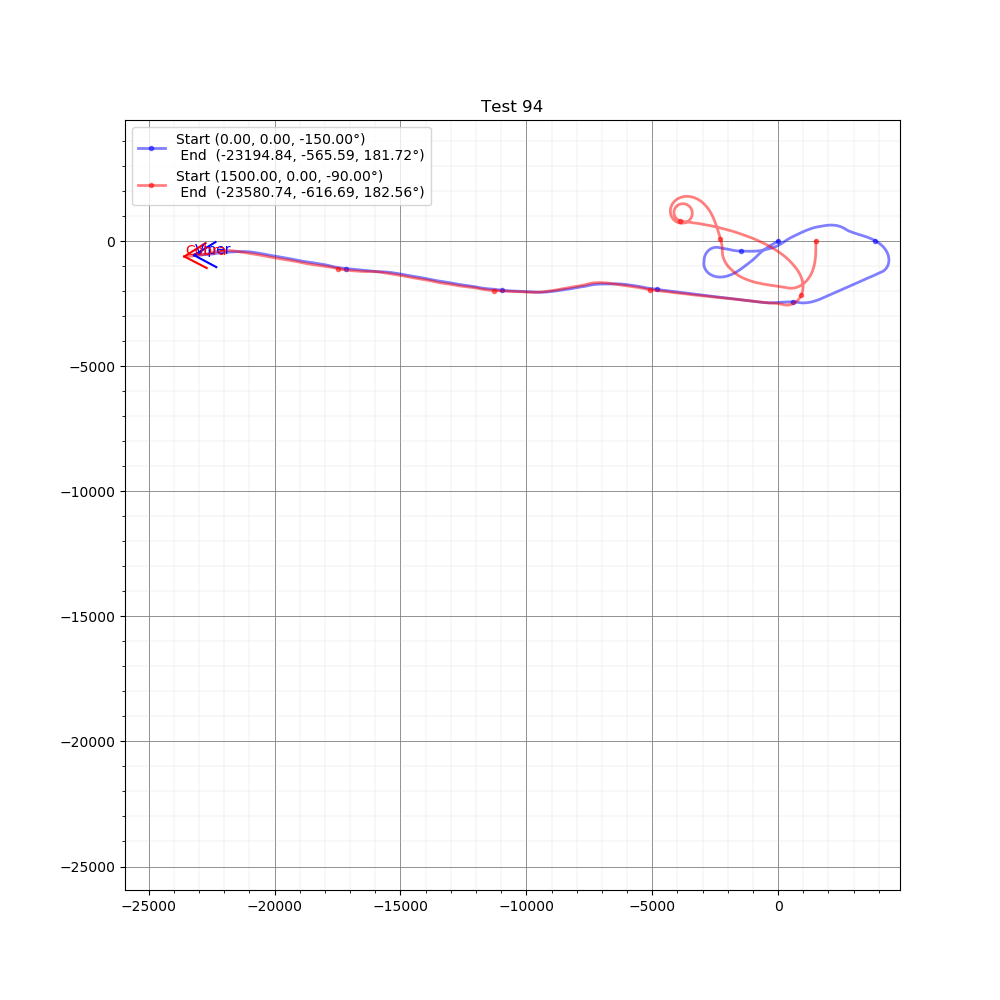 Test 94
Start (0.00, 0.00, -150.00°)
End (-23194.84, -565.59, 181.72°)
Start (1500.00, 0.00, -90.00°)
End (-23580.74, -616.69, 182.56°)
0
−5000
−10000
−15000
−20000
−25000
−25000 −20000 −15000 −10000 −5000 0